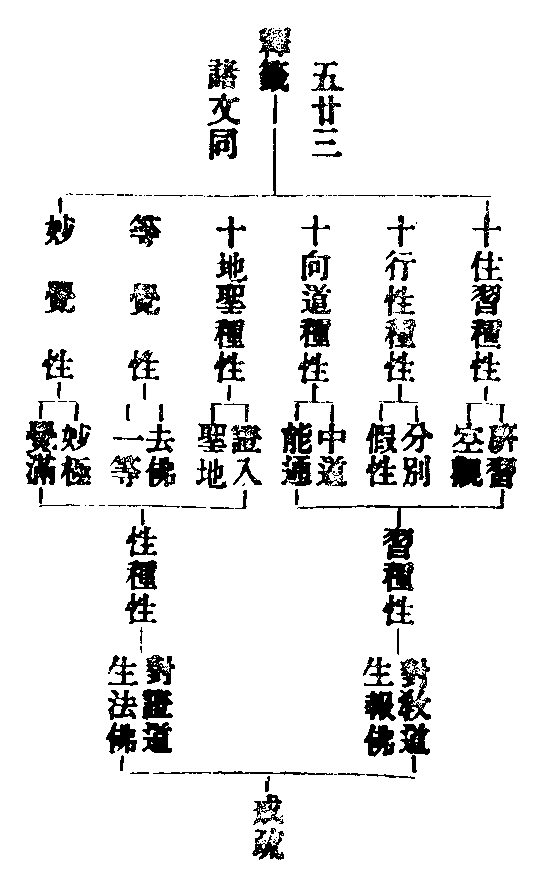 五廿三
釋籤
諸文同
十住習種性
十行性種性
十向道種性
十地聖種性
等覺性
妙覺性
研習
空觀
分別
假性
中道
能通
證入
聖地
去佛
一等
妙極
覺滿
習種性
性種性
對教道
生報佛
對證道
生法佛
戒疏